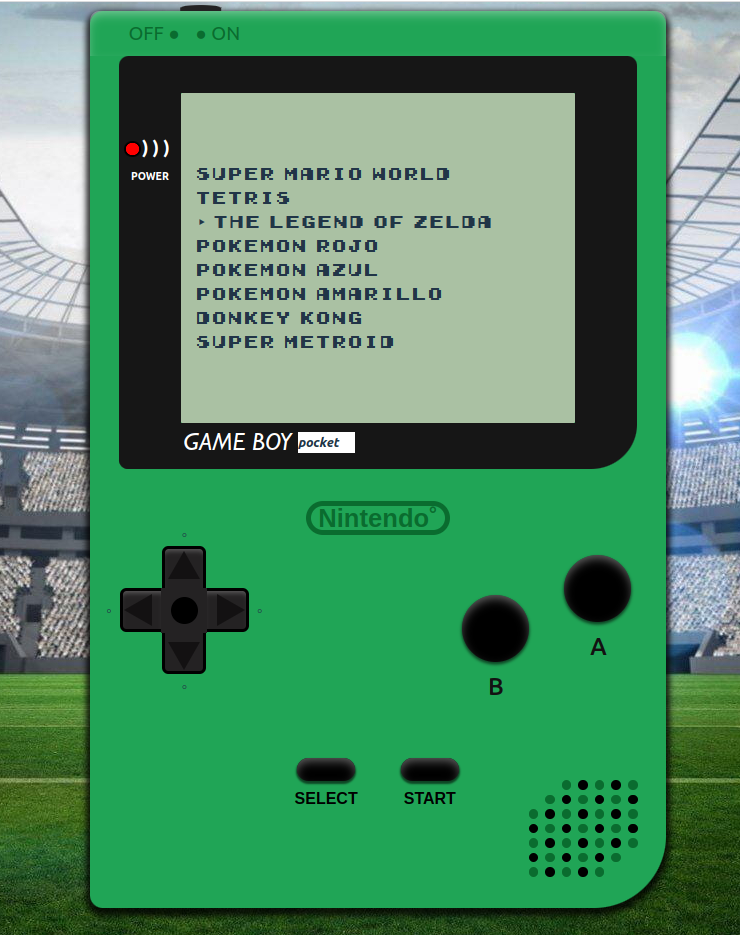 OFF ON
POWER
SUPER MARIO WORLD
TETRIS
THE LEGEND OF ZELDA
POKEMON ROJO
POKEMON AZUL
POKEMON AMARILLO
DONKEY KONG
SUPER METROID
GAME BOY pocket
Nintendo
A
B
SELECT START